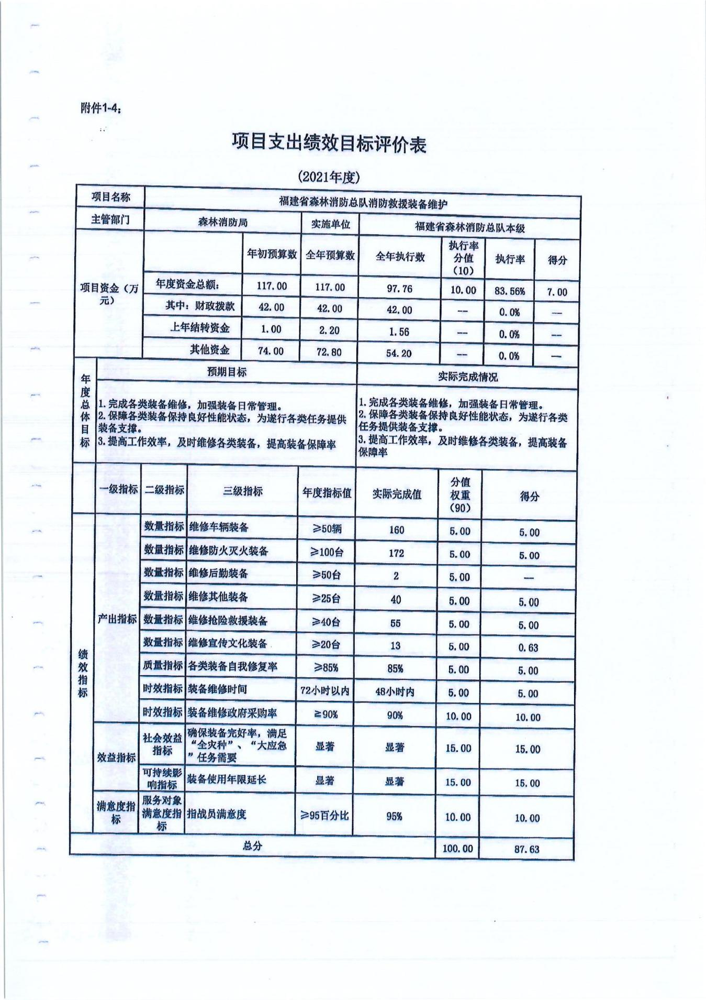 附件1-4：
项目支出绩效目标评价表
(2021年度)
项目名称 福建省森林消防总队消防救援装备维护
主管部门 森林消防局 实施单位 福建省森林消防总队本级
项目资金（万元） 年初预算数 全年预算数 全年执行数 执行率分值（10） 执行率 得分
年度资金总额： 117.00 117.00 97.76 10.00 83.56% 7.00
其中：财政拨款 42.00 42.00 42.00 -- 0.0% --
上年结转资金 1.00 2.20 1.56 -- 0.0% --
其他资金 74.00 72.80 54.20 -- 0.0% --
年度总体目标
预期目标
1.完成各类装备维修，加强装备日常管理。
2.保障各类装备保持良好性能状态，为遂行各类任务提供
装备支撑。
3.提高工作效率，及时维修各类装备，提高装备保障率
实际完成情况
1.完成各类装备维修，加强装备日常管理。
2.保障各类装备保持良好性能状态，为遂行各类
任务提供装备支撑。
3.提高工作效率，及时维修各类装备，提高装备
保障率
绩效指标
一级指标 二级指标 三级指标 年度指标值 实际完成值 分值权重（90） 得分
产出指标
数量指标 维修车辆装备 ≥50辆 160 5.00 5.00
数量指标 维修防火灭火装备 ≥100台 172 5.00 5.00
数量指标 维修后勤装备 ≥50台 2 5.00 --
数量指标 维修其他装备 ≥25台 40 5.00 5.00
数量指标 维修抢险救援装备 ≥40台 55 5.00 5.00
数量指标 维修宣传文化装备 ≥20台 13 5.00 0.63
质量指标 各类装备自我修复率 ≥85% 85% 5.00 5.00
时效指标 装备维修时间 72小时以内 48小时内 5.00 5.00
时效指标 装备维修政府采购率 ≥90% 90% 10.00 10.00
效益指标
社会效益指标 确保装备完好率，满足“全灾种”、“大应急”任务需要 显著 显著 15.00 15.00
可持续影响指标 装备使用年限延长 显著 显著 15.00 15.00
满意度指标 服务对象满意度指标 指战员满意度 ≥95百分比 95% 10.00 10.00
总分 100.00 87.63